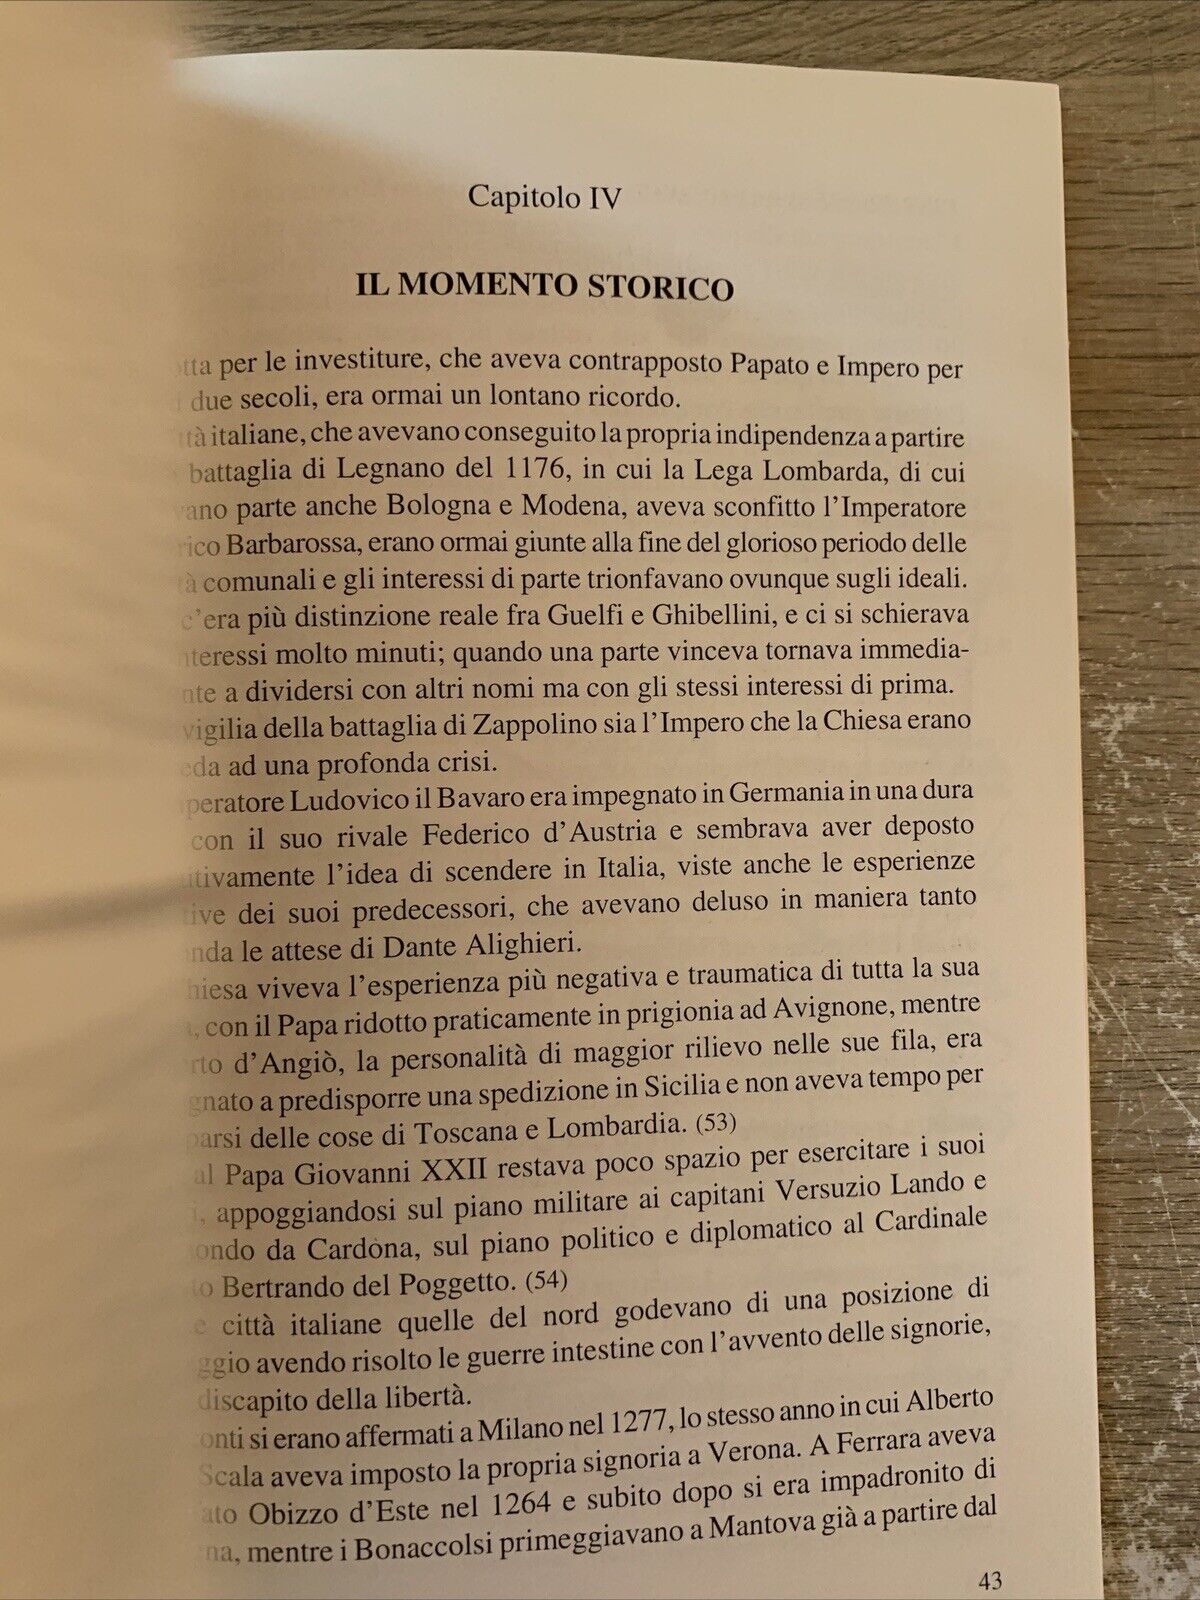 Capitolo IV
IL MOMENTO STORICO
per le investiture, che aveva contrapposto Papato e Impero per
due secoli, era ormai un lontano ricordo.
italiane, che avevano conseguito la propria indipendenza a partire
battaglia di Legnano del 1176, in cui la Lega Lombarda, di cui
parte anche Bologna e Modena, aveva sconfitto l'Imperatore
Barbarossa, erano ormai giunte alla fine del glorioso periodo delle
comunali e gli interessi di parte trionfavano ovunque sugli ideali.
c'era più distinzione reale fra Guelfi e Ghibellini, e ci si schierava
interessi molto minuti; quando una parte vinceva tornava immedia-
a dividersi con altri nomi ma con gli stessi interessi di prima.
vigilia della battaglia di Zappolino sia l'Impero che la Chiesa erano
ad una profonda crisi.
Ludovico il Bavaro era impegnato in Germania in una dura
con il suo rivale Federico d'Austria e sembrava aver deposto
l'idea di scendere in Italia, viste anche le esperienze
dei suoi predecessori, che avevano deluso in maniera tanto
le attese di Dante Alighieri.
viveva l'esperienza più negativa e traumatica di tutta la sua
con il Papa ridotto praticamente in prigionia ad Avignone, mentre
d'Angiò, la personalità di maggior rilievo nelle sue fila, era
a predisporre una spedizione in Sicilia e non aveva tempo per
delle cose di Toscana e Lombardia. (53)
al Papa Giovanni XXII restava poco spazio per esercitare i suoi
appoggiandosi sul piano militare ai capitani Versuzio Lando e
da Cardona, sul piano politico e diplomatico al Cardinale
Bertrando del Poggetto. (54)
città italiane quelle del nord godevano di una posizione di
avendo risolto le guerre intestine con l'avvento delle signorie,
discapito della libertà.
si erano affermati a Milano nel 1277, lo stesso anno in cui Alberto
Scala aveva imposto la propria signoria a Verona. A Ferrara aveva
Obizzo d'Este nel 1264 e subito dopo si era impadronito di
mentre i Bonaccolsi primeggiavano a Mantova già a partire dal
43